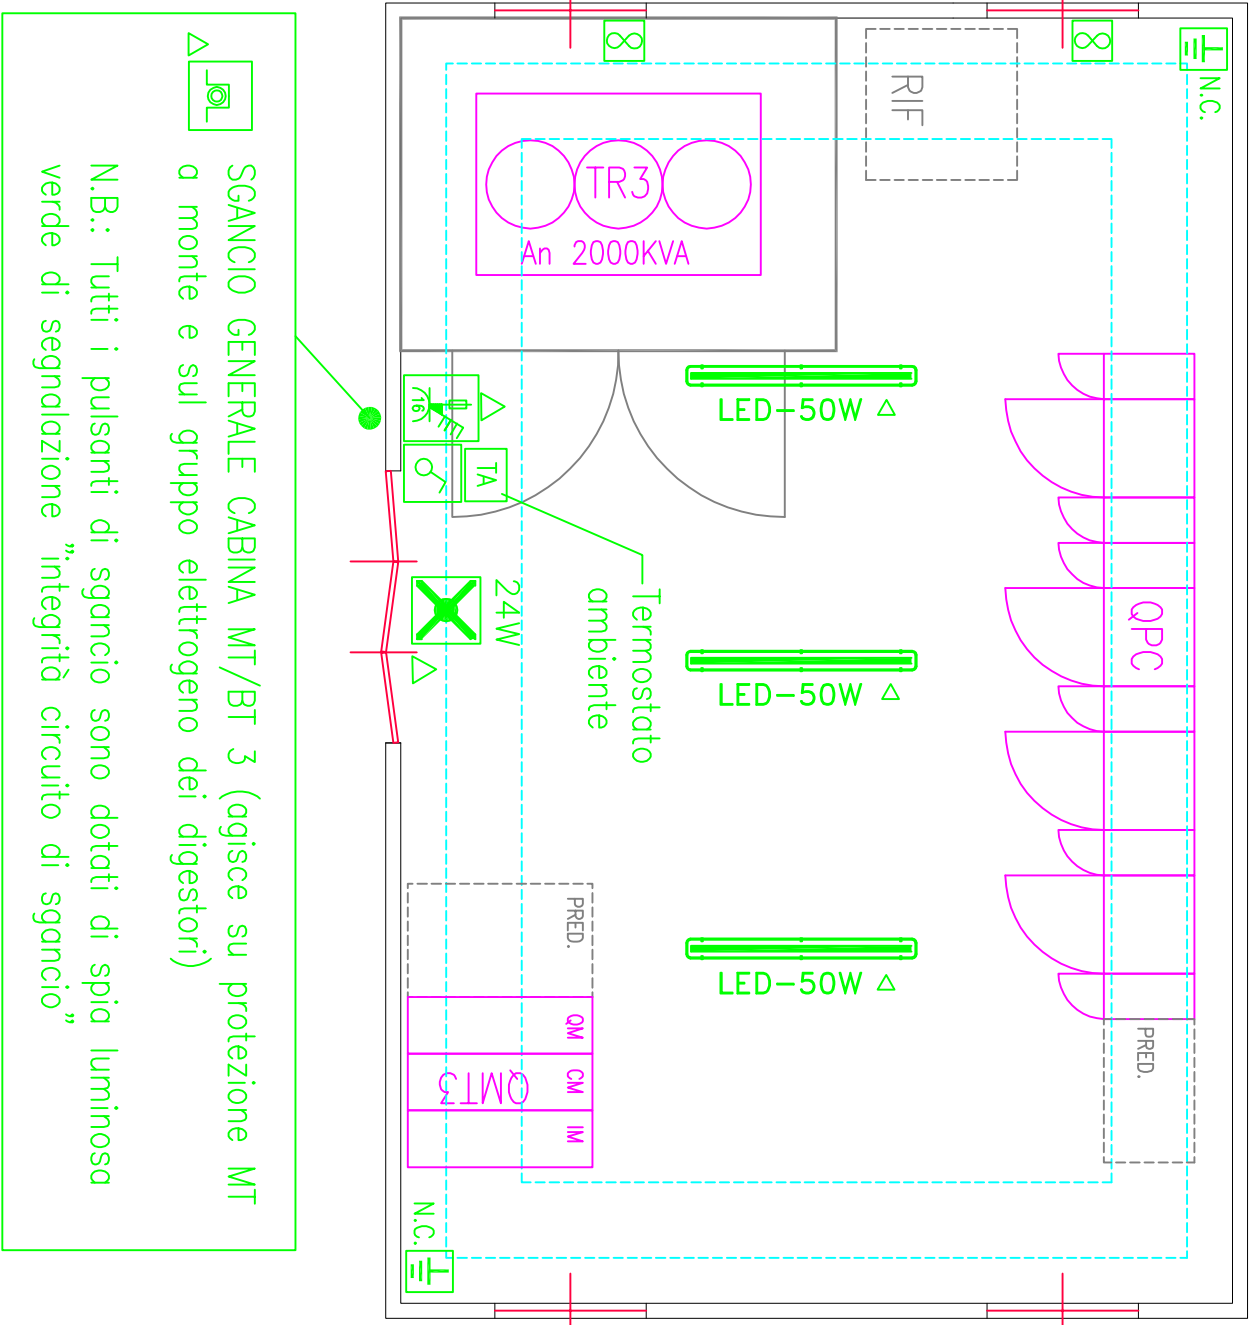 SGANCIO GENERALE CABINA MT/BT 3 (agisce su protezione MT
a monte e sul gruppo elettrogeno dei digestori)
N.B.: Tutti i pulsanti di sgancio sono dotati di spia luminosa
verde di segnalazione "integrità circuito di sgancio"
N.C.
RIF
TR3
An 2000KVA
LED-50W
16
TA
Termostato
ambiente
24W
LED-50W
QPC
PRED.
LED-50W
PRED.
QM
CM
IM
QMT3
N.C.